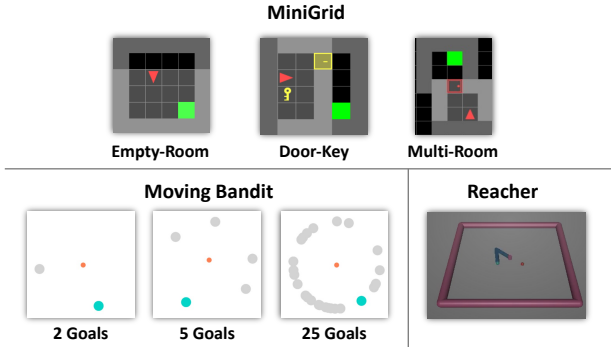 MiniGrid
Empty-Room
Door-Key
Multi-Room
Moving Bandit
Reacher
2 Goals
5 Goals
25 Goals